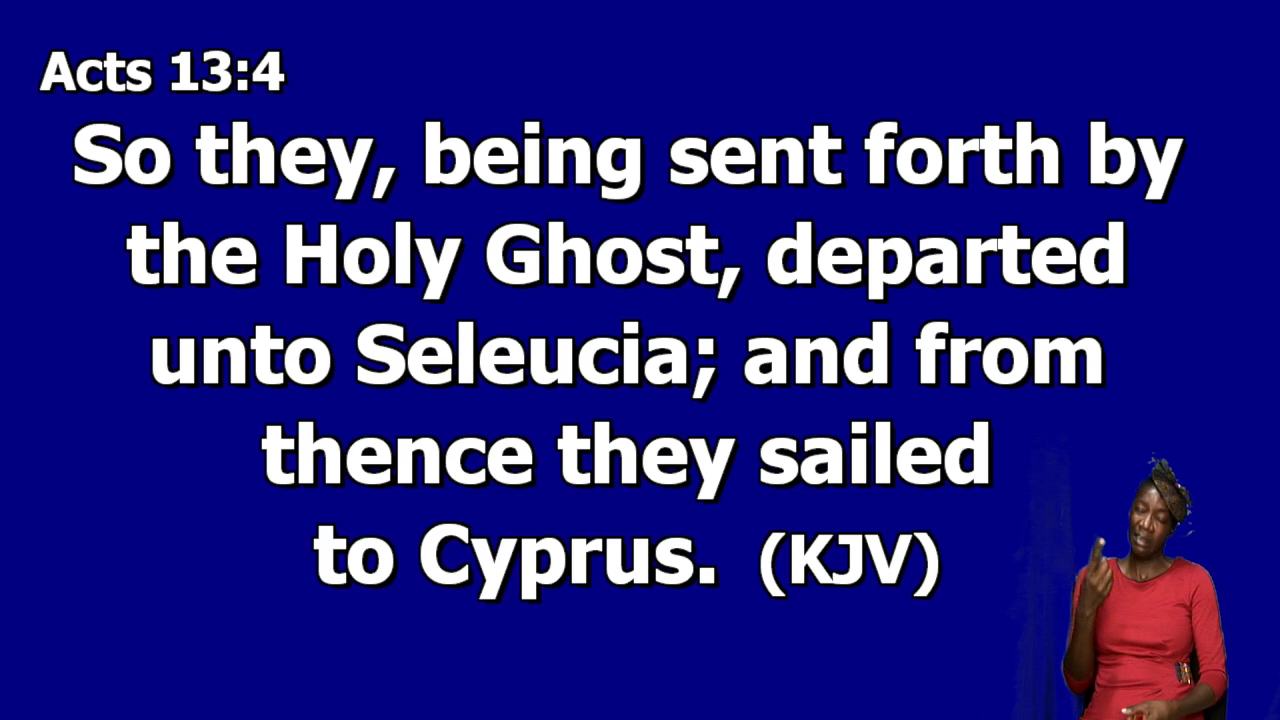 Acts 13:4
So they, being sent forth by
the Holy Ghost, departed
unto Seleucia; and from
thence they sailed
to Cyprus. (KJV)